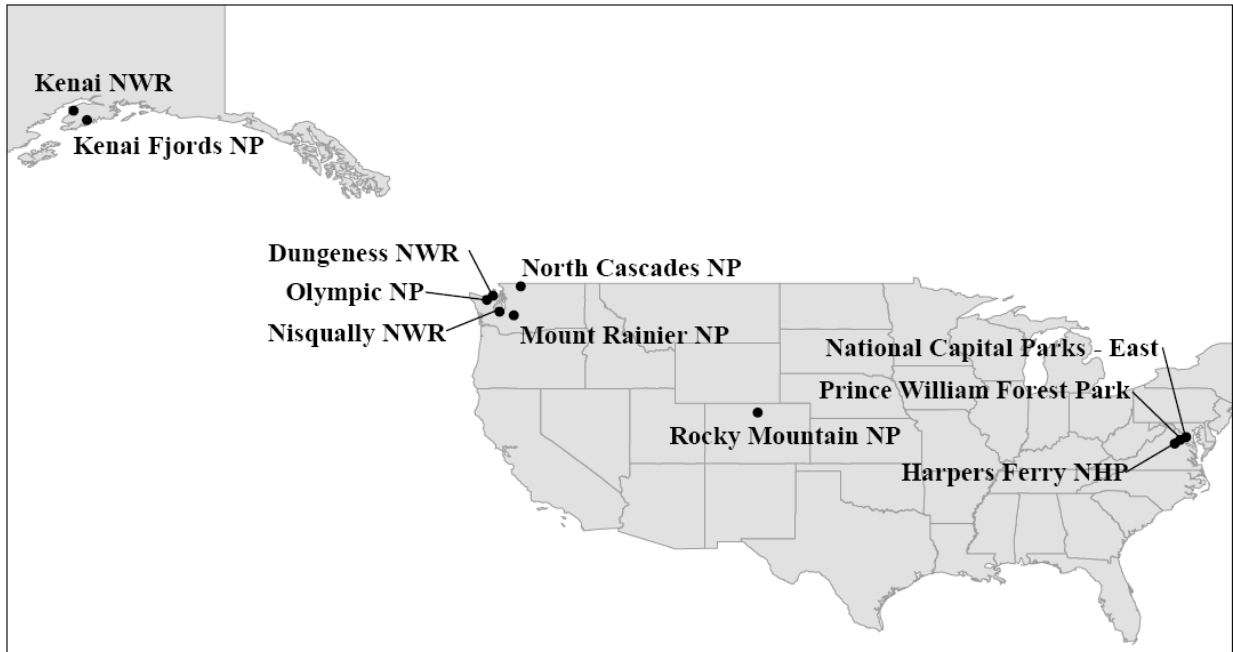 Kenai NWR
Kenai Fjords NP
Dungeness NWR
North Cascades NP
Olympic NP
Nisqually NWR
Mount Rainier NP
National Capital Parks - East
Prince William Forest Park
Rocky Mountain NP
Harpers Ferry NHP